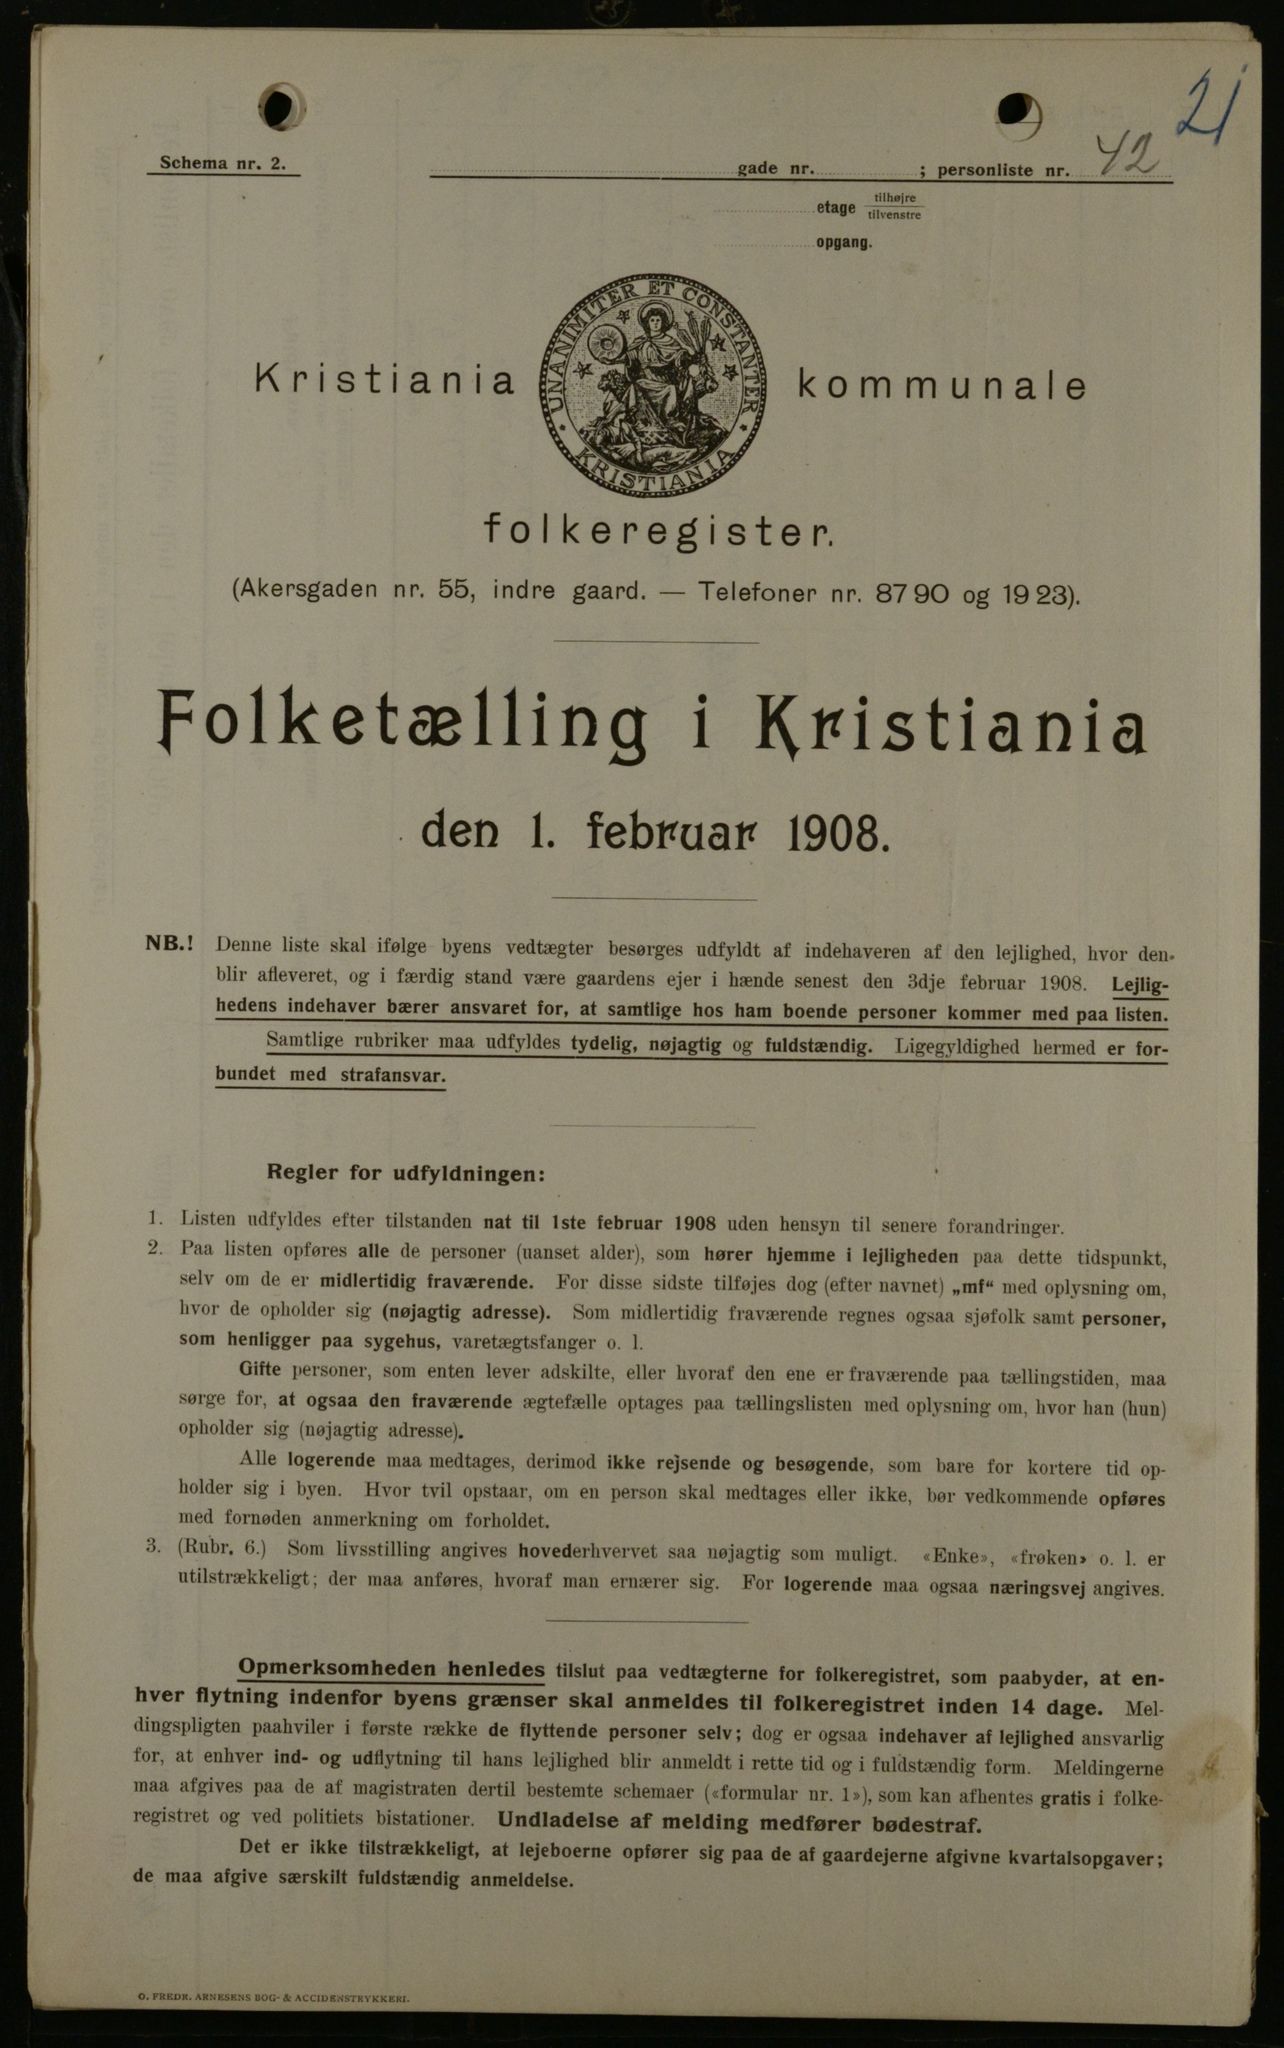 21
Schema nr. 2. gade nr. ; personliste nr. 42
etage tilhøjre
tilvenstre
opgang.
UNANIMITER ET CONSTANTER
KRISTIANIA
Kristiania kommunale
folkeregister.
(Akersgaden nr. 55, indre gaard. — Telefoner nr. 8790 og 1923).
Folketælling i Kristiania
den 1. februar 1908.
NB.! Denne liste skal ifølge byens vedtægter besørges udfyldt af indehaveren af den lejlighed, hvor den
blir afleveret, og i færdig stand være gaardens ejer i hænde senest den 3dje februar 1908. Lejlig-
hedens indehaver bærer ansvaret for, at samtlige hos ham boende personer kommer med paa listen.
Samtlige rubriker maa udfyldes tydelig, nøjagtig og fuldstændig. Ligegyldighed hermed er for-
bundet med strafansvar.
Regler for udfyldningen:
1. Listen udfyldes efter tilstanden nat til 1ste februar 1908 uden hensyn til senere forandringer.
2. Paa listen opføres alle de personer (uanset alder), som hører hjemme i lejligheden paa dette tidspunkt,
selv om de er midlertidig fraværende. For disse sidste tilføjes dog (efter navnet) „mf“ med oplysning om,
hvor de opholder sig (nøjagtig adresse). Som midlertidig fraværende regnes ogsaa sjøfolk samt personer,
som henligger paa sygehus, varetægtsfanger o. l.
Gifte personer, som enten lever adskilte, eller hvoraf den ene er fraværende paa tællingstiden, maa
sørge for, at ogsaa den fraværende ægtefælle optages paa tællingslisten med oplysning om, hvor han (hun)
opholder sig (nøjagtig adresse).
Alle logerende maa medtages, derimod ikke rejsende og besøgende, som bare for kortere tid op-
holder sig i byen. Hvor tvil opstaar, om en person skal medtages eller ikke, bør vedkommende opføres
med fornøden anmerkning om forholdet.
3. (Rubr. 6.) Som livsstilling angives hovederhvervet saa nøjagtig som muligt. «Enke», «frøken» o. l. er
utilstrækkeligt; der maa anføres, hvoraf man ernærer sig. For logerende maa ogsaa næringsvej angives.
Opmerksomheden henledes tilslut paa vedtægterne for folkeregistret, som paabyder, at en-
hver flytning indenfor byens grænser skal anmeldes til folkeregistret inden 14 dage. Mel-
dingspligten paahviler i første række de flyttende personer selv; dog er ogsaa indehaver af lejlighed ansvarlig
for, at enhver ind- og udflytning til hans lejlighed blir anmeldt i rette tid og i fuldstændig form. Meldingerne
maa afgives paa de af magistraten dertil bestemte schemaer («formular nr. 1»), som kan afhentes gratis i folke-
registret og ved politiets bistationer. Undladelse af melding medfører bødestraf.
Det er ikke tilstrækkeligt, at lejeboerne opfører sig paa de af gaardejerne afgivne kvartalsopgaver;
de maa afgive særskilt fuldstændig anmeldelse.
O. FREDR. ARNESENS BOG- & ACCIDENSTRYKKERI.